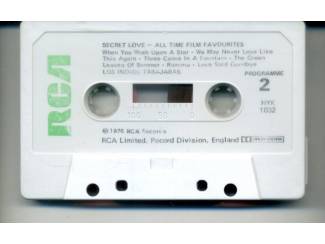 SECRET LOVE - ALL TIME FILM FAVOURITES
When You Wish Upon A Star - We May Never Love Like
This Again - Three Coins In A Fountain - The Green
Leaves Of Summer - Ramona - Love Said Goodbye
LOS INDIOS TABAJARAS
PROGRAMME
2
HYK
1032
RCA
100 50 0
℗ 1976 RCA Records
RCA Limited, Record Division, England